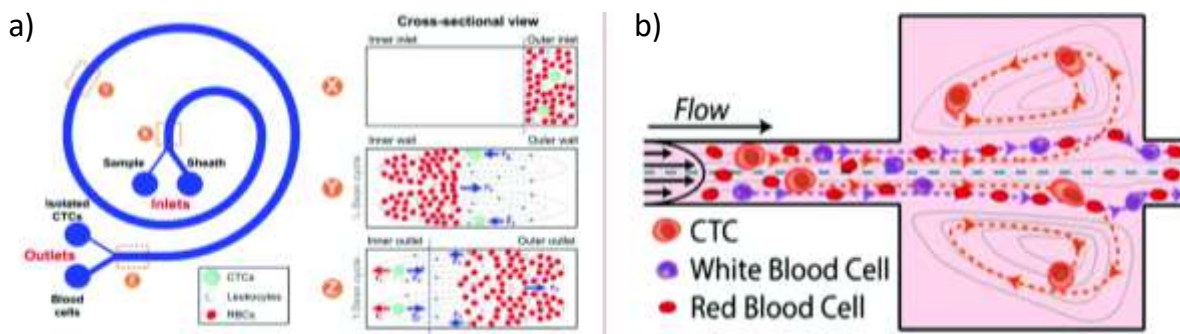 a)
Cross-sectional view
Inner inlet Outer inlet
X
Inner wall Outer wall
Y
Sample Sheath
Inlets
Isolated
CTCs
Outlets
Blood
cells
Inner outlet Outer outlet
Z
CTCs
Leukocytes
RBCs
b)
Flow
CTC
White Blood Cell
Red Blood Cell